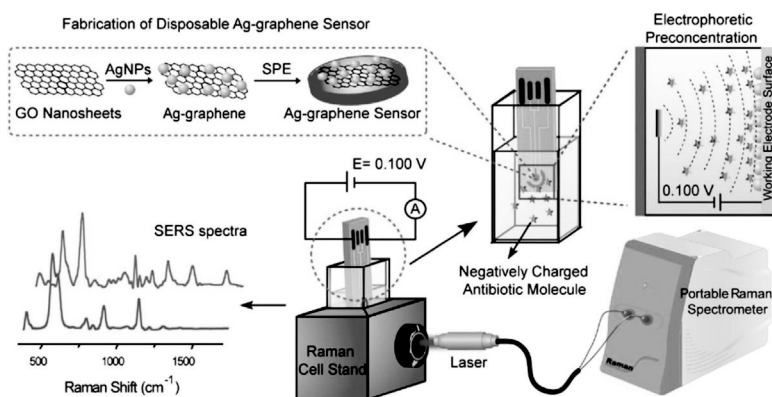 Fabrication of Disposable Ag-graphene Sensor
AgNPs
SPE
GO Nanosheets
Ag-graphene
Ag-graphene Sensor
Electrophoretic
Preconcentration
Working Electrode Surface
0.100 V
E= 0.100 V
A
SERS spectra
Negatively Charged
Antibiotic Molecule
Portable Raman
Spectrometer
Raman
Cell Stand
Laser
Raman
500 1000 1500
Raman Shift (cm⁻¹)